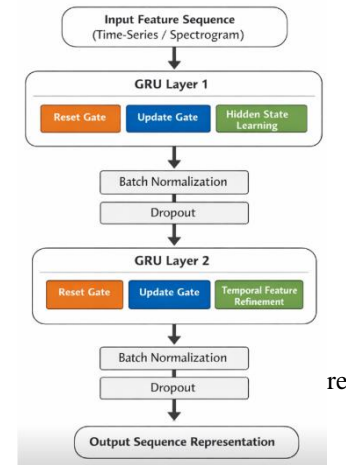 Input Feature Sequence
(Time-Series / Spectrogram)
GRU Layer 1
Reset Gate
Update Gate
Hidden State
Learning
Batch Normalization
Dropout
GRU Layer 2
Reset Gate
Update Gate
Temporal Feature
Refinement
Batch Normalization
Dropout
re
Output Sequence Representation